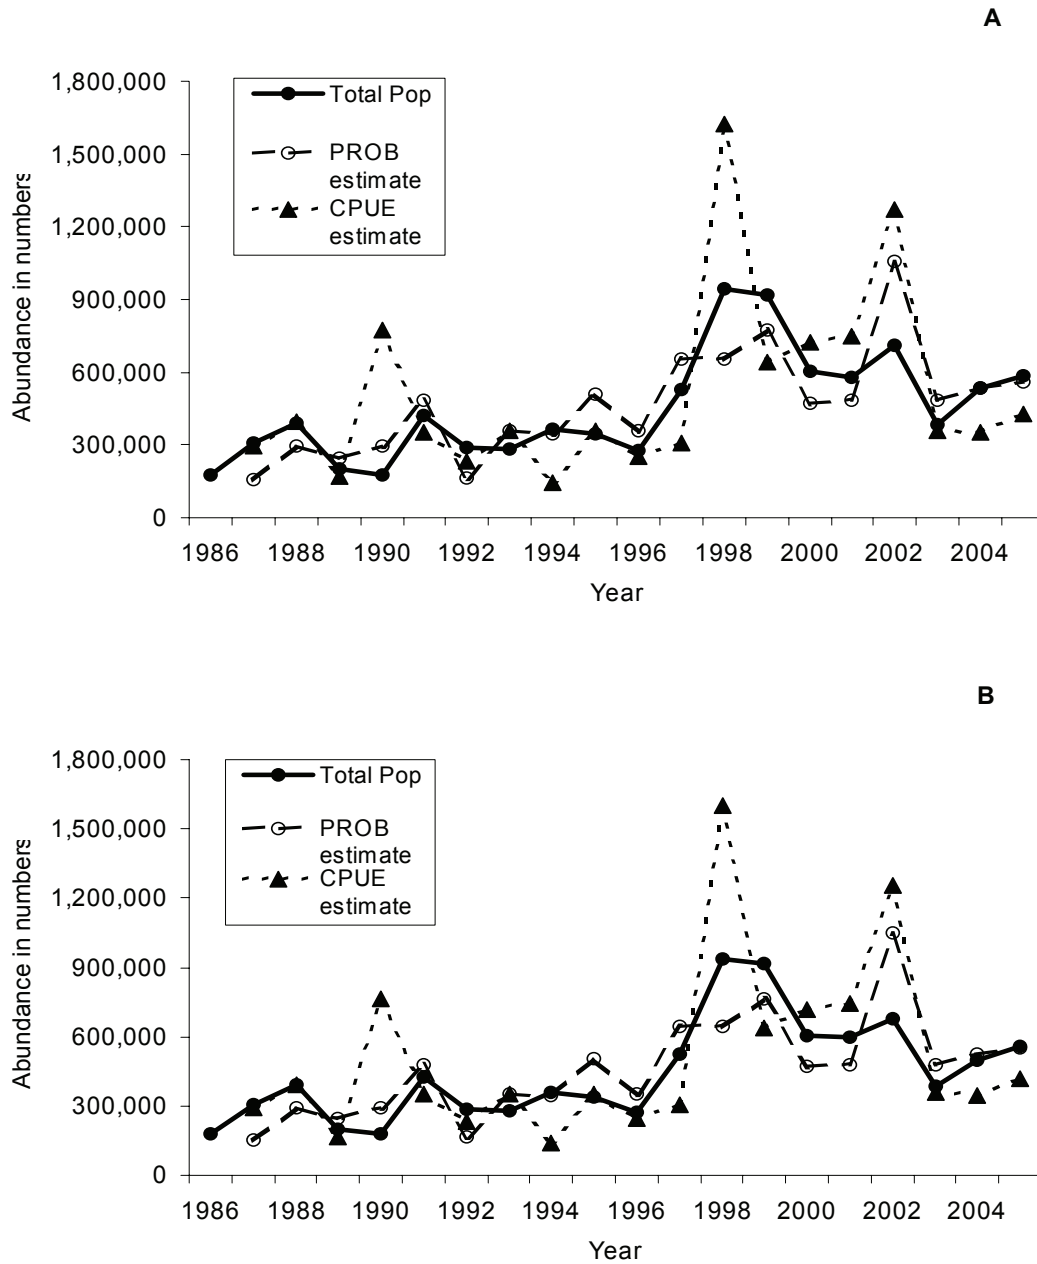 A
1,800,000
1,500,000
1,200,000
900,000
600,000
300,000
0
Abundance in numbers
Total Pop
PROB
estimate
CPUE
estimate
1986 1988 1990 1992 1994 1996 1998 2000 2002 2004
Year
B
1,800,000
1,500,000
1,200,000
900,000
600,000
300,000
0
Abundance in numbers
Total Pop
PROB
estimate
CPUE
estimate
1986 1988 1990 1992 1994 1996 1998 2000 2002 2004
Year